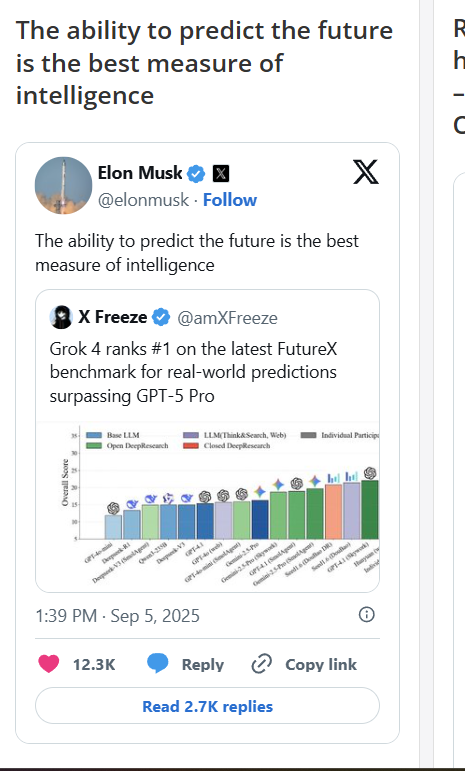 The ability to predict the future
is the best measure of
intelligence
Elon Musk
@elonmusk · Follow
The ability to predict the future is the best
measure of intelligence
X Freeze @amXFreeze
Grok 4 ranks #1 on the latest FutureX
benchmark for real-world predictions
surpassing GPT-5 Pro
Base LLM
LLM(Think&Search, Web)
Individual Particip
Open DeepResearch
Closed DeepResearch
Overall Score
35
30
25
20
15
10
5
GPT-4o-mini
Deepseek-R1
Deepseek-V3 (SmolAgent)
Qwen3-235B
Deepseek-V3
GPT-4.1
GPT-4o (web)
GPT-4o-mini (SmolAgent)
Gemini-2.5-Pro
Gemini-2.5-Pro (Skywork)
GPT-4.1 (SmolAgent)
Gemini-2.5-Pro (SmolAgent)
Seed1.6 (DouBao DR)
Seed1.6 (DouBao)
GPT-4.1 (Skywork)
1:39 PM · Sep 5, 2025
12.3K
Reply
Copy link
Read 2.7K replies
R
h
–